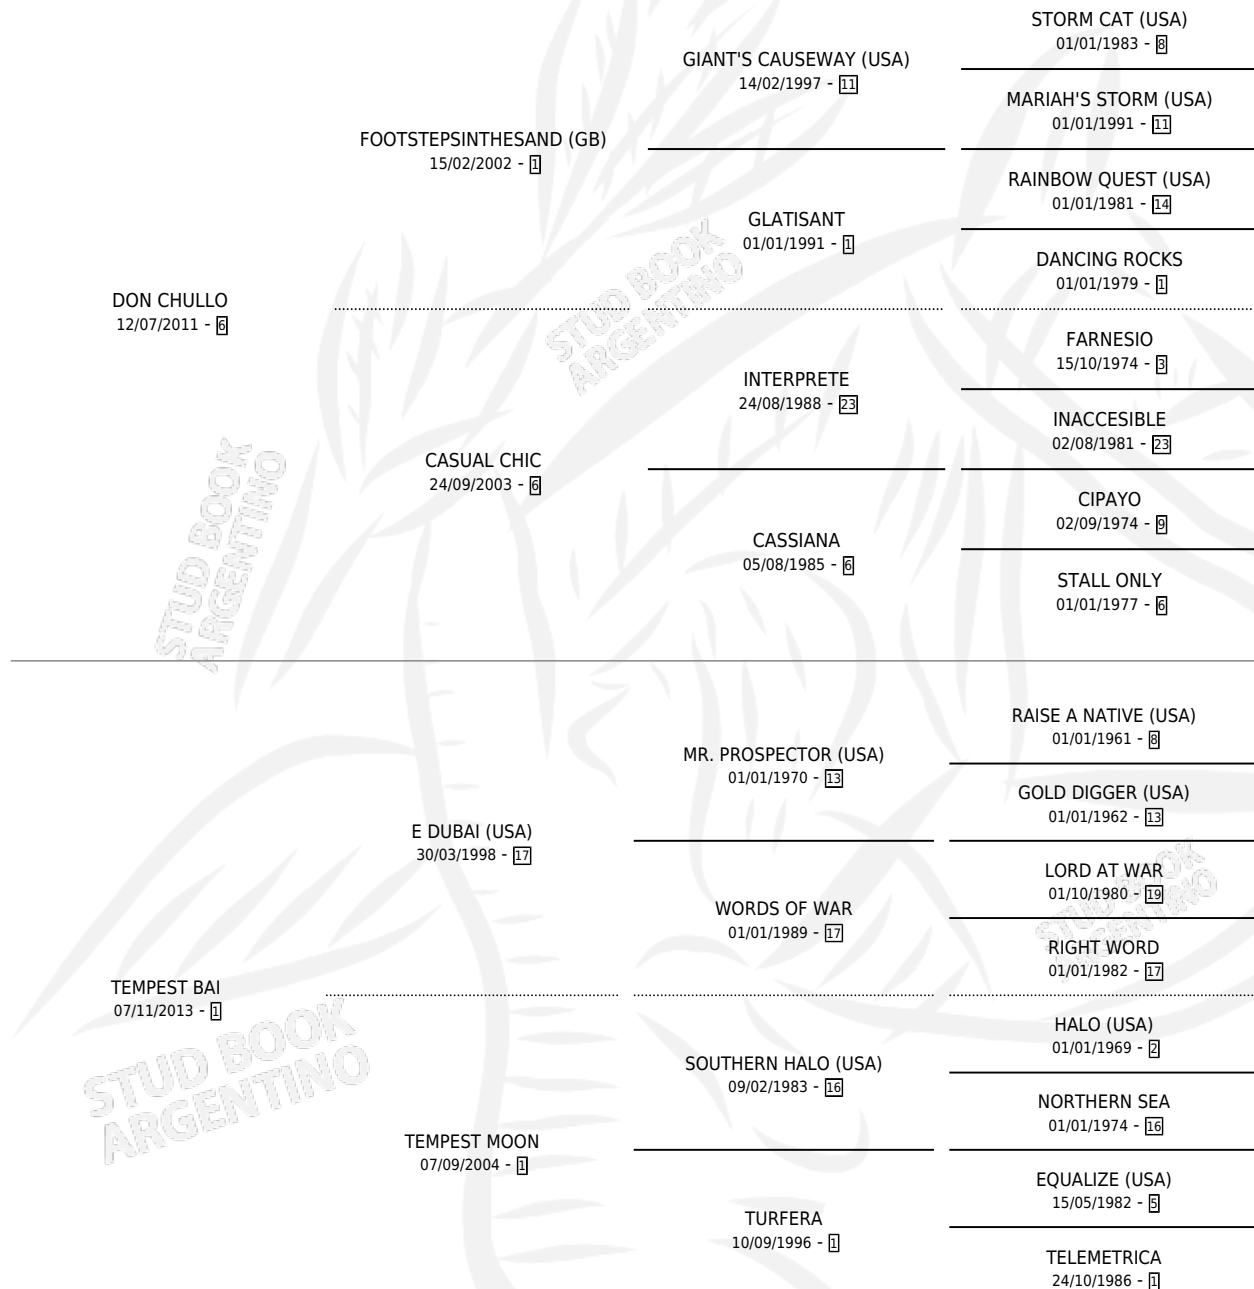 STORM CAT (USA)
01/01/1983 - 8
GIANT'S CAUSEWAY (USA)
14/02/1997 - 11
MARIAH'S STORM (USA)
01/01/1991 - 11
FOOTSTEPSINTHESAND (GB)
15/02/2002 - 1
RAINBOW QUEST (USA)
01/01/1981 - 14
GLATISANT
01/01/1991 - 1
DANCING ROCKS
01/01/1979 - 1
DON CHULLO
12/07/2011 - 6
FARNESIO
15/10/1974 - 3
INTERPRETE
24/08/1988 - 23
INACCESIBLE
02/08/1981 - 23
CASUAL CHIC
24/09/2003 - 6
CIPAYO
02/09/1974 - 9
CASSIANA
05/08/1985 - 6
STALL ONLY
01/01/1977 - 6
STUD BOOK
ARGENTINO
STUD BOOK
ARGENTINO
RAISE A NATIVE (USA)
01/01/1961 - 8
MR. PROSPECTOR (USA)
01/01/1970 - 13
GOLD DIGGER (USA)
01/01/1962 - 13
E DUBAI (USA)
30/03/1998 - 17
LORD AT WAR
01/10/1980 - 19
WORDS OF WAR
01/01/1989 - 17
RIGHT WORD
01/01/1982 - 17
TEMPEST BAI
07/11/2013 - 1
HALO (USA)
01/01/1969 - 2
SOUTHERN HALO (USA)
09/02/1983 - 16
NORTHERN SEA
01/01/1974 - 16
TEMPEST MOON
07/09/2004 - 1
EQUALIZE (USA)
15/05/1982 - 5
TURFERA
10/09/1996 - 1
TELEMETRICA
24/10/1986 - 1
STUD BOOK
ARGENTINO
STUD BOOK
ARGENTINO